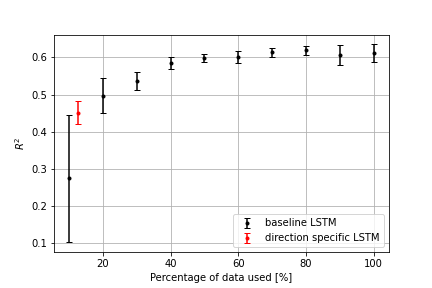 0.6
0.5
0.4
0.3
0.2
0.1
R²
20 40 60 80 100
Percentage of data used [%]
baseline LSTM
direction specific LSTM